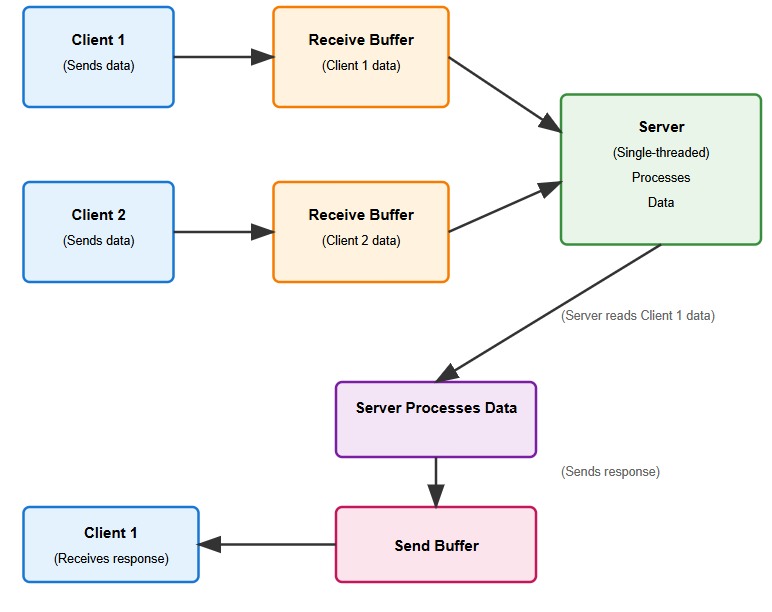 Client 1
(Sends data)
Receive Buffer
(Client 1 data)
Server
(Single-threaded)
Processes
Data
Client 2
(Sends data)
Receive Buffer
(Client 2 data)
(Server reads Client 1 data)
Server Processes Data
(Sends response)
Client 1
(Receives response)
Send Buffer